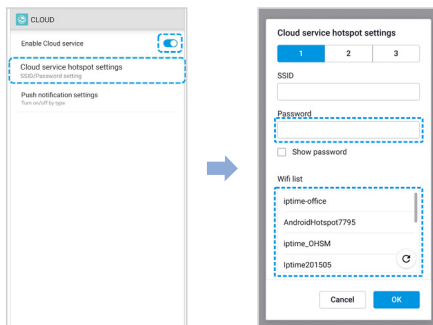 CLOUD
Enable Cloud service
Cloud service hotspot settings
SSID/Password setting
Push notification settings
Turn on/off by type
Cloud service hotspot settings
1 2 3
SSID
Password
Show password
Wifi list
iptime-office
AndroidHotspot7795
iptime_OHSM
Iptime201505
Cancel OK